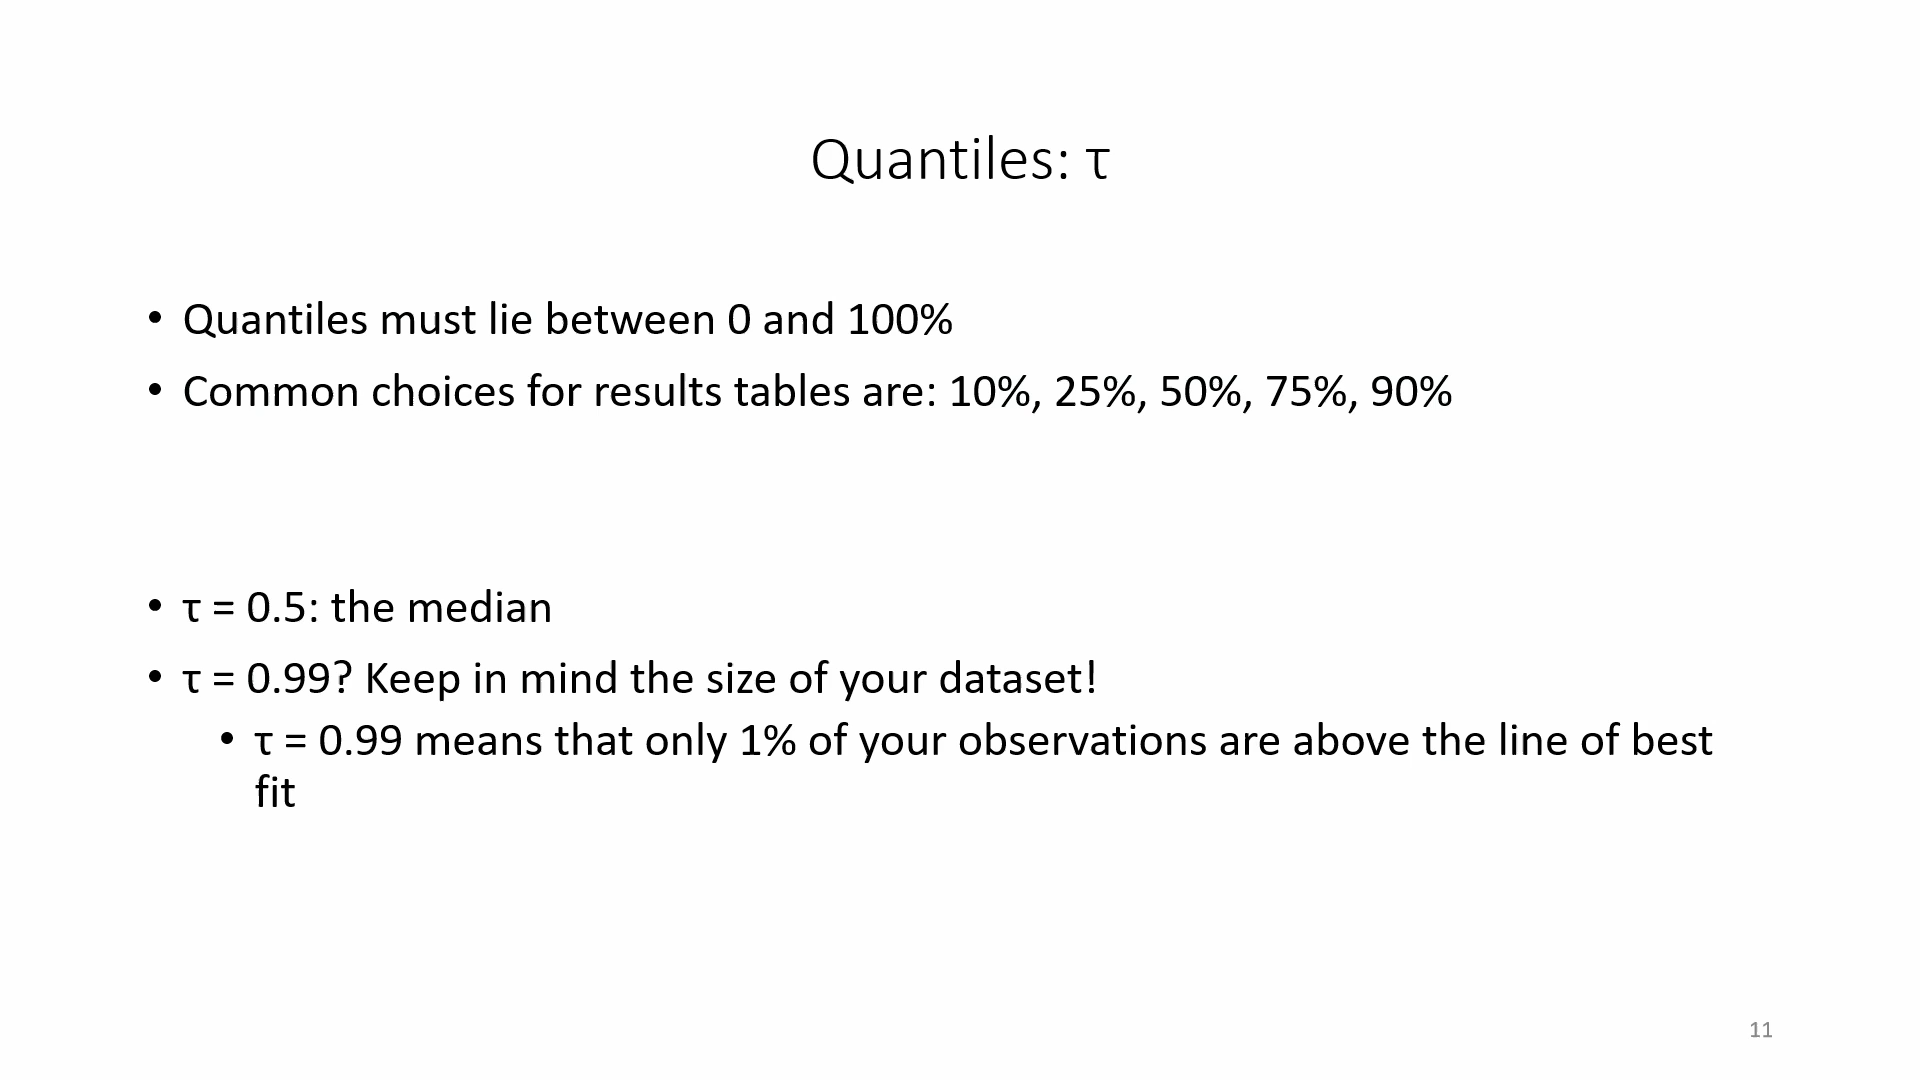 Quantiles: τ
• Quantiles must lie between 0 and 100%
• Common choices for results tables are: 10%, 25%, 50%, 75%, 90%
• τ = 0.5: the median
• τ = 0.99? Keep in mind the size of your dataset!
• τ = 0.99 means that only 1% of your observations are above the line of best
fit
11